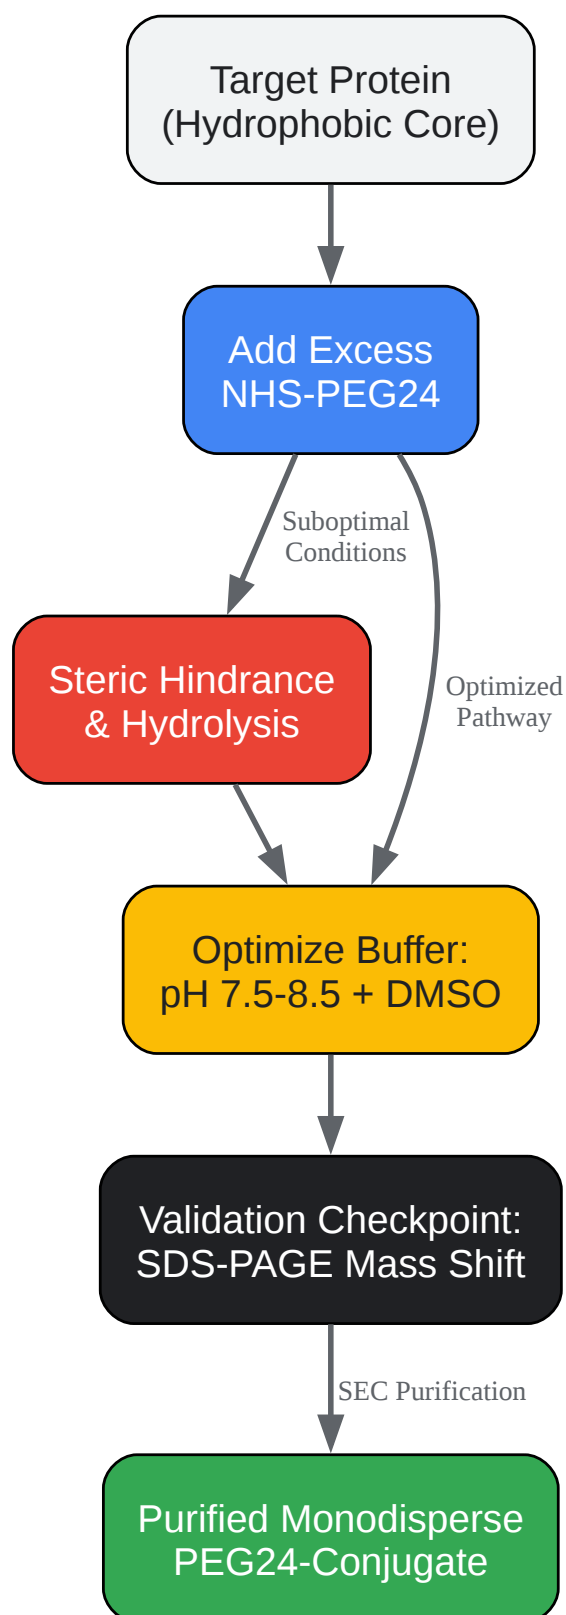 Target Protein
(Hydrophobic Core)
Add Excess
NHS-PEG24
Suboptimal
Conditions
Steric Hindrance
& Hydrolysis
Optimized
Pathway
Optimize Buffer:
pH 7.5-8.5 + DMSO
Validation Checkpoint:
SDS-PAGE Mass Shift
SEC Purification
Purified Monodisperse
PEG24-Conjugate